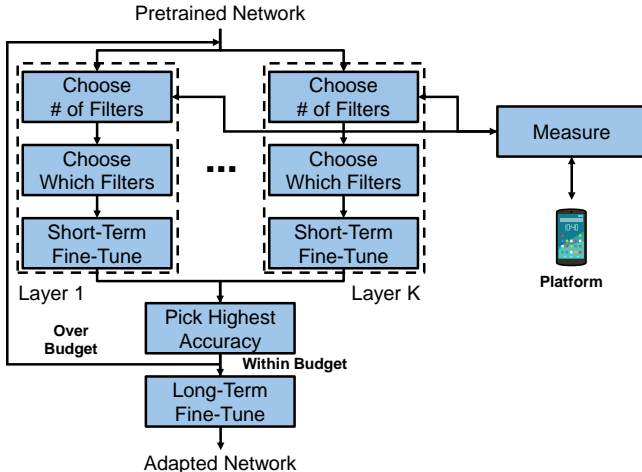 Pretrained Network
Choose
# of Filters
Choose
Which Filters
Short-Term
Fine-Tune
Layer 1
...
Choose
# of Filters
Choose
Which Filters
Short-Term
Fine-Tune
Layer K
Measure
10:40
Platform
Pick Highest
Accuracy
Over
Budget
Within Budget
Long-Term
Fine-Tune
Adapted Network